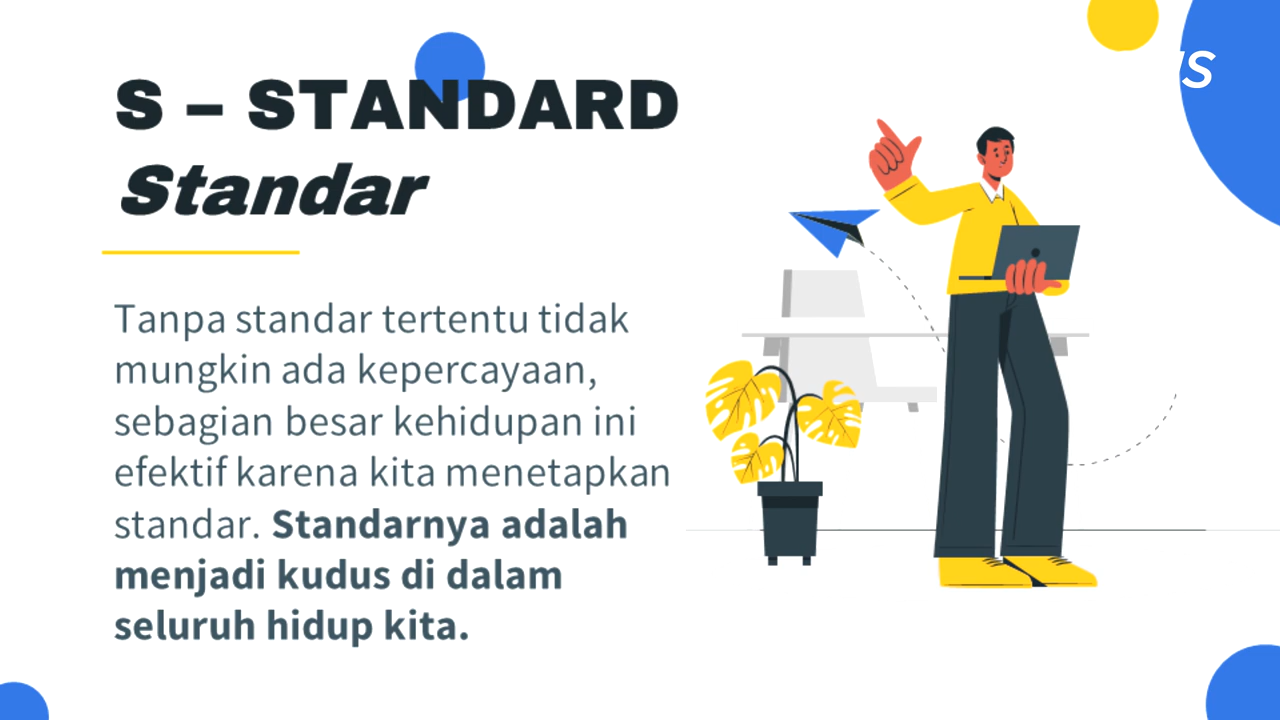 S – STANDARD
Standar
Tanpa standar tertentu tidak
mungkin ada kepercayaan,
sebagian besar kehidupan ini
efektif karena kita menetapkan
standar. Standarnya adalah
menjadi kudus di dalam
seluruh hidup kita.